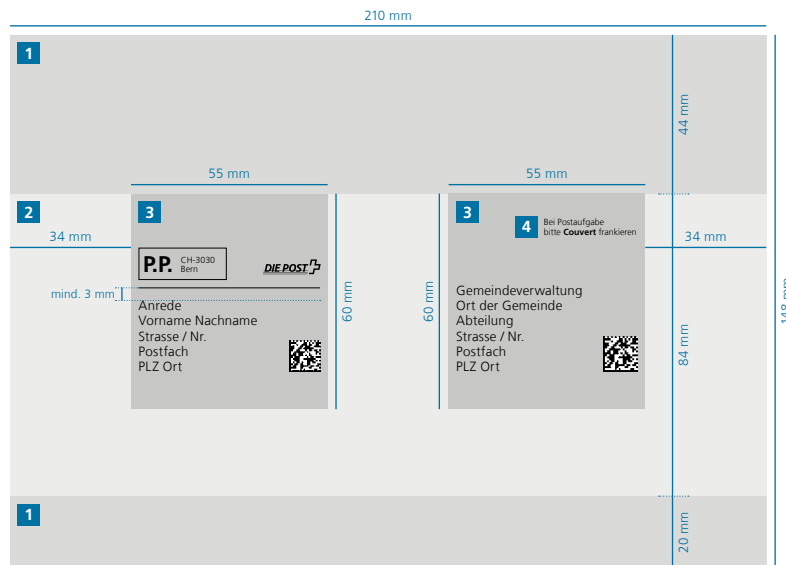 210 mm
1
44 mm
55 mm
55 mm
2
3
3
4
Bei Postaufgabe
bitte Couvert frankieren
34 mm
34 mm
P.P.
CH-3030
Bern
DIE POST
mind. 3 mm
60 mm
60 mm
84 mm
148 mm
Anrede
Vorname Nachname
Strasse / Nr.
Postfach
PLZ Ort
Gemeindeverwaltung
Ort der Gemeinde
Abteilung
Strasse / Nr.
Postfach
PLZ Ort
1
20 mm